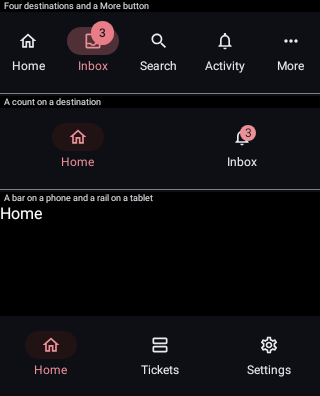 Four destinations and a More button
3
Home Inbox Search Activity More
A count on a destination
3
Home Inbox
A bar on a phone and a rail on a tablet
Home
Home Tickets Settings